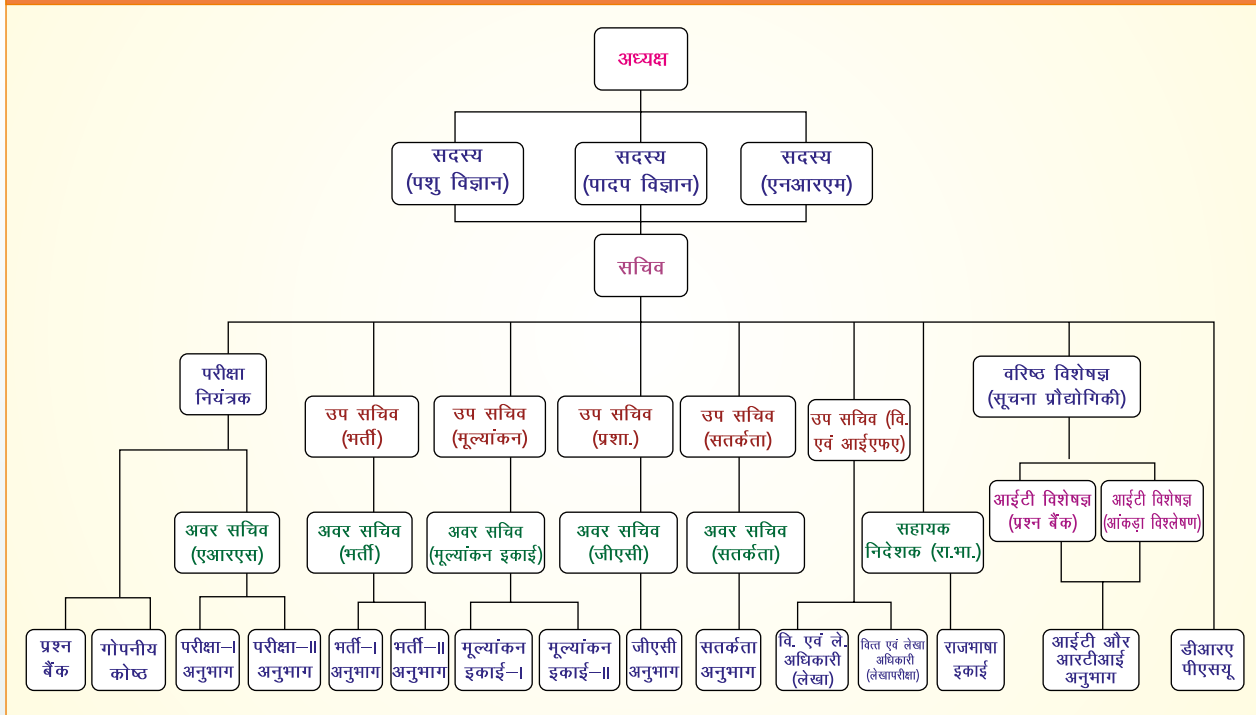 अध्यक्ष
सदस्य
(पशु विज्ञान)
सदस्य
(पादप विज्ञान)
सदस्य
(एनआरएम)
सचिव
परीक्षा
नियंत्रक
उप सचिव
(भर्ती)
उप सचिव
(मूल्यांकन)
उप सचिव
(प्रशा.)
उप सचिव
(सतर्कता)
उप सचिव (वि.
एवं आईएफए)
वरिष्ठ विशेषज्ञ
(सूचना प्रौद्योगिकी)
आईटी विशेषज्ञ
(प्रश्न बैंक)
आईटी विशेषज्ञ
(आंकड़ा विश्लेषण)
अवर सचिव
(एआरएस)
अवर सचिव
(भर्ती)
अवर सचिव
(मूल्यांकन इकाई)
अवर सचिव
(जीएसी)
अवर सचिव
(सतर्कता)
सहायक
निदेशक (रा.भा.)
प्रश्न
बैंक
गोपनीय
कोष्ठ
परीक्षा–I
अनुभाग
परीक्षा–II
अनुभाग
भर्ती–I
अनुभाग
भर्ती–II
अनुभाग
मूल्यांकन
इकाई–I
मूल्यांकन
इकाई–II
जीएसी
अनुभाग
सतर्कता
अनुभाग
वि. एवं ले.
अधिकारी
(लेखा)
वित्त एवं लेखा
अधिकारी
(लेखापरीक्षा)
राजभाषा
इकाई
आईटी और
आरटीआई
अनुभाग
डीआरए
पीएसयू